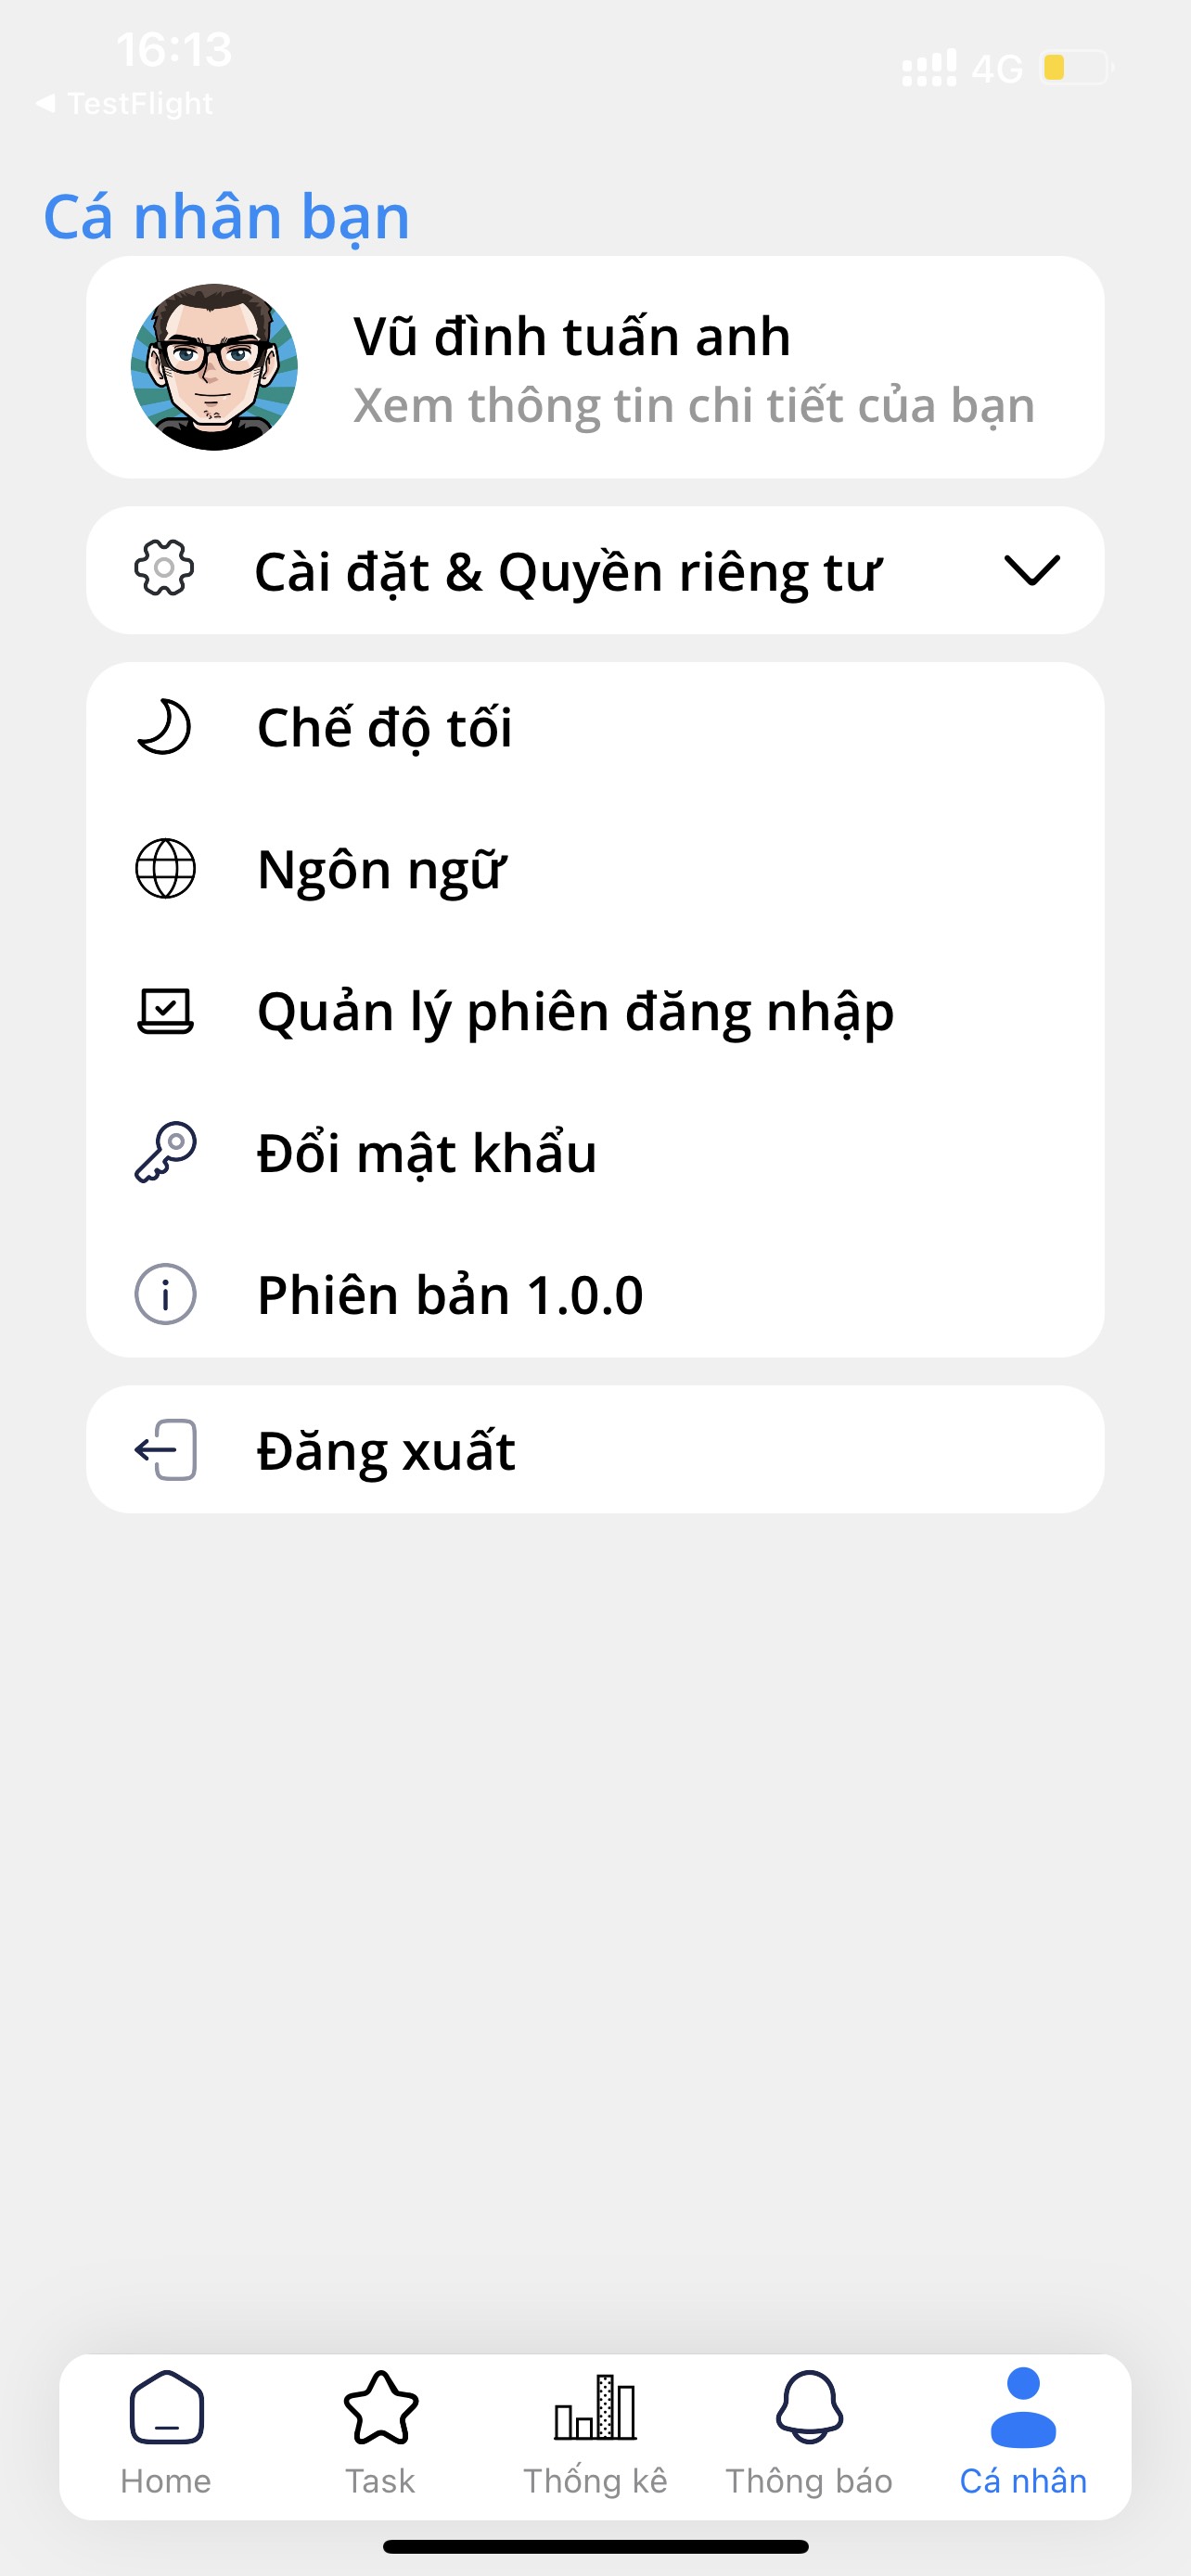 16:13
4G
◀ TestFlight
Cá nhân bạn
Vũ đình tuấn anh
Xem thông tin chi tiết của bạn
Cài đặt & Quyền riêng tư
Chế độ tối
Ngôn ngữ
Quản lý phiên đăng nhập
Đổi mật khẩu
Phiên bản 1.0.0
Đăng xuất
Home
Task
Thống kê
Thông báo
Cá nhân